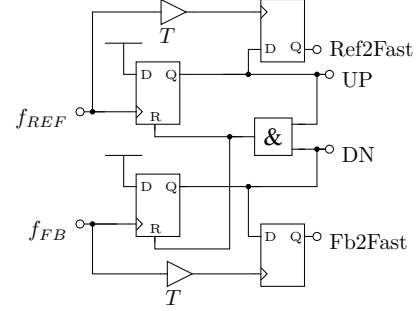 T
D Q Ref2Fast
D Q UP
f_REF
R
& DN
D Q
f_FB
R
D Q Fb2Fast
T